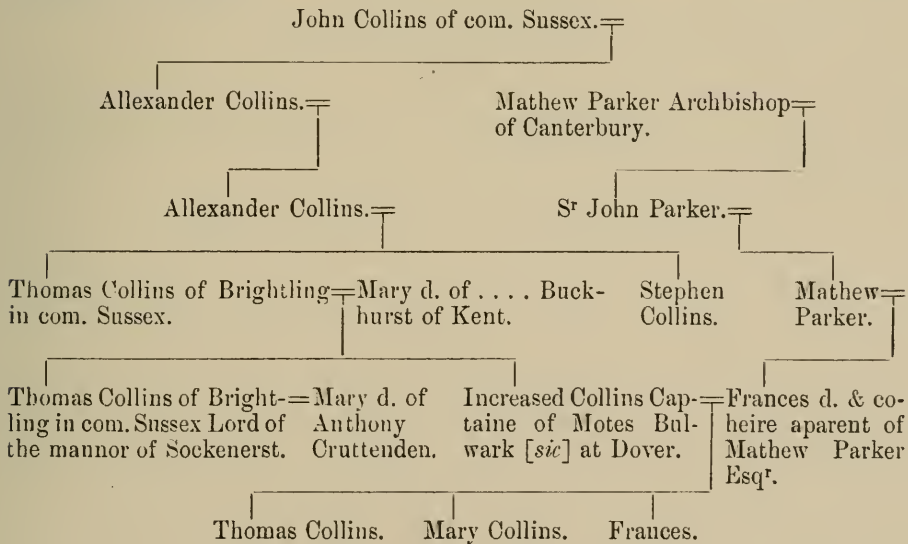 John Collins of com. Sussex.
Allexander Collins.
Mathew Parker Archbishop
of Canterbury.
Allexander Collins.
Sʳ John Parker.
Thomas Collins of Brightling
in com. Sussex.
Mary d. of . . . . Buck-
hurst of Kent.
Stephen
Collins.
Mathew
Parker.
Thomas Collins of Bright-
ling in com. Sussex Lord of
the mannor of Sockenerst.
Mary d. of
Anthony
Cruttenden.
Increased Collins Cap-
taine of Motes Bul-
wark [sic] at Dover.
Frances d. & co-
heire aparent of
Mathew Parker
Esqʳ.
Thomas Collins.
Mary Collins.
Frances.